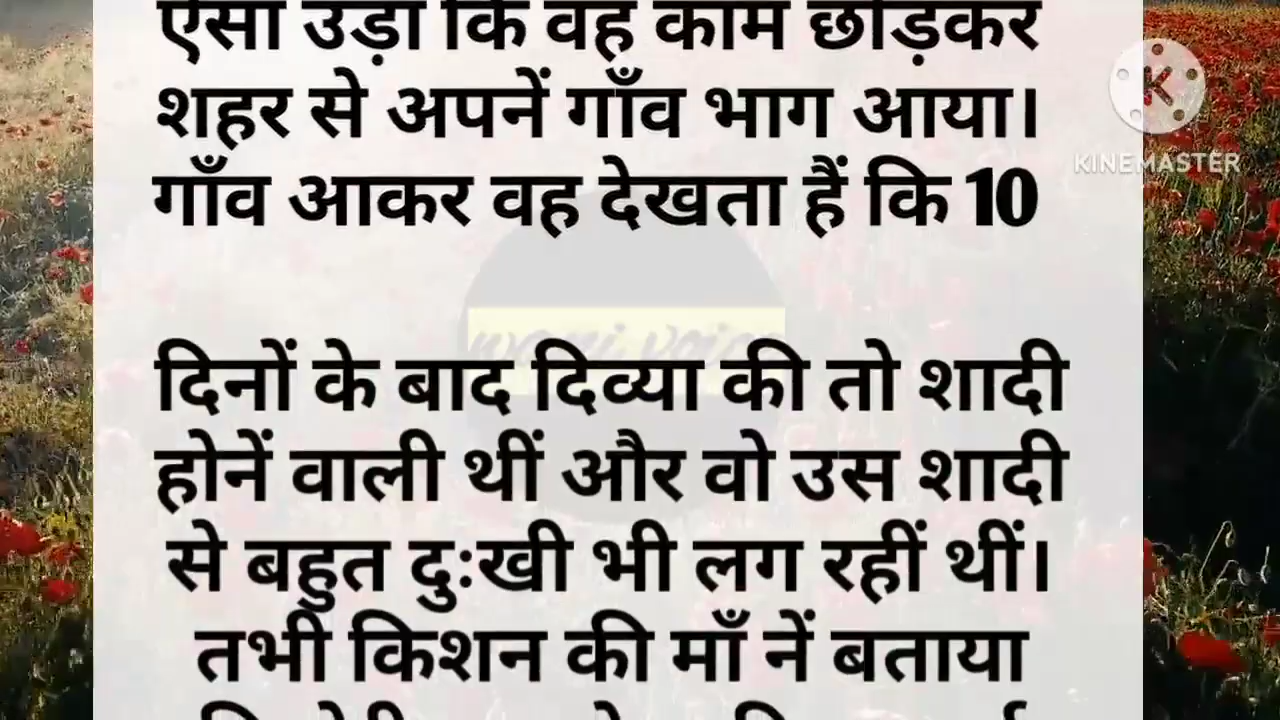 ऐसा उड़ा कि वह काम छोड़कर
शहर से अपनें गाँव भाग आया।
गाँव आकर वह देखता हैं कि 10
दिनों के बाद दिव्या की तो शादी
होनें वाली थीं और वो उस शादी
से बहुत दुःखी भी लग रहीं थीं।
तभी किशन की माँ नें बताया
KINEMASTER